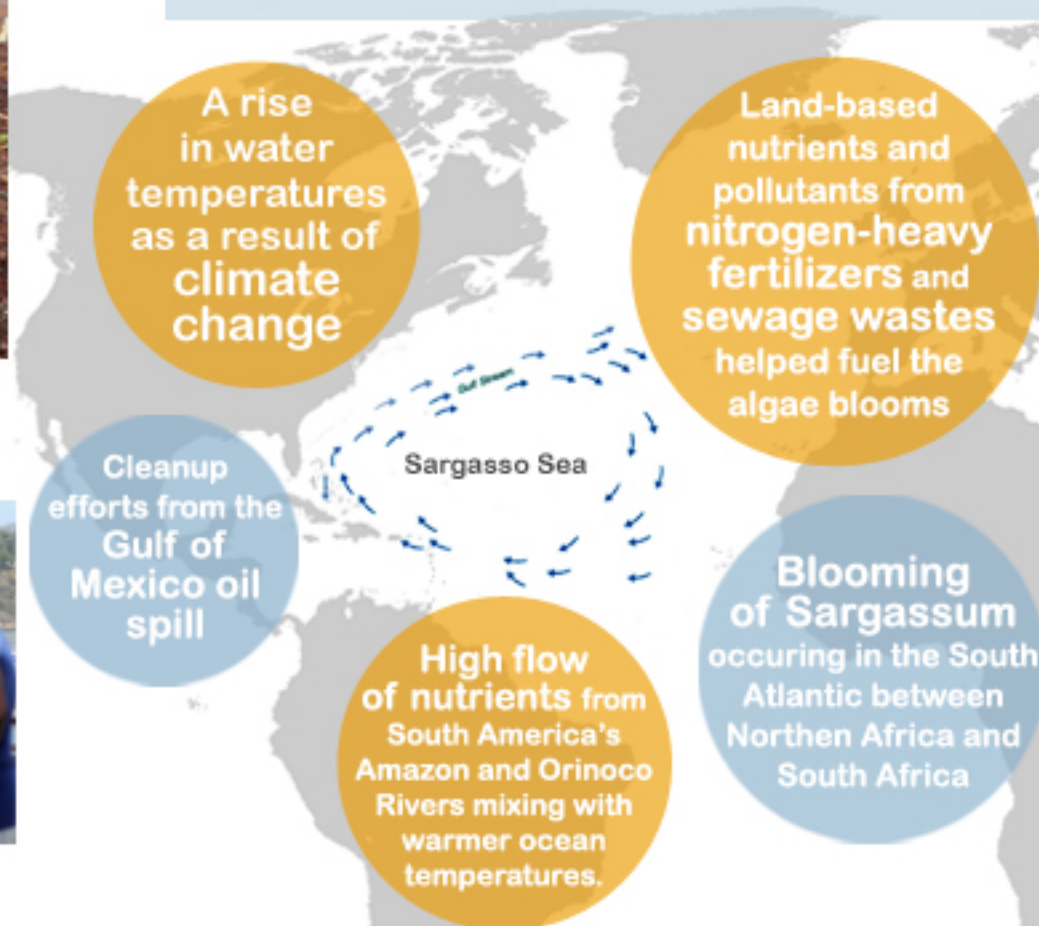 A rise
in water
temperatures
as a result of
climate
change
Land-based
nutrients and
pollutants from
nitrogen-heavy
fertilizers and
sewage wastes
helped fuel the
algae blooms
Gulf Stream
Sargasso Sea
Cleanup
efforts from the
Gulf of
Mexico oil
spill
Blooming
of Sargassum
occuring in the South
Atlantic between
Northen Africa and
South Africa
High flow
of nutrients from
South America's
Amazon and Orinoco
Rivers mixing with
warmer ocean
temperatures.